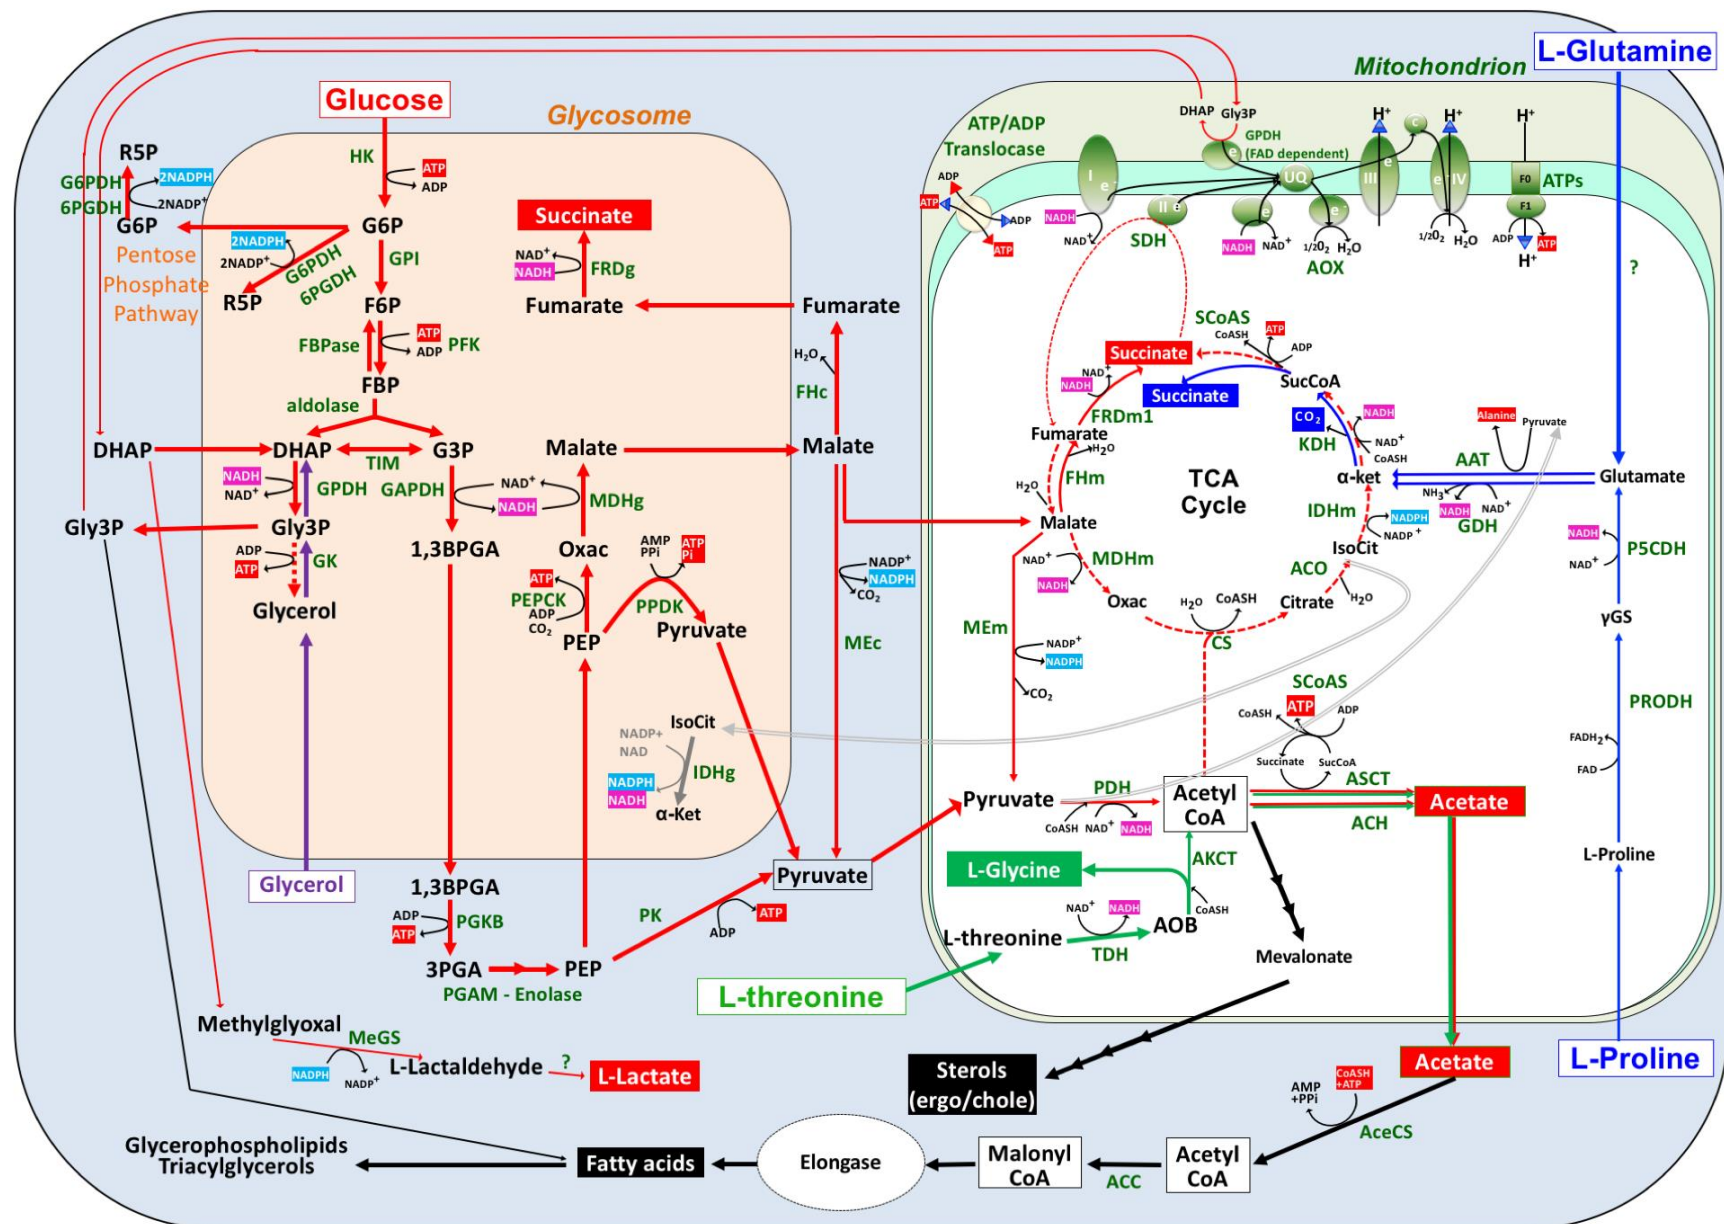 L-Glutamine
Mitochondrion
Glucose
Glycosome
ATP/ADP
Translocase
DHAP
Gly3P
GPDH
(FAD dependent)
H⁺
H⁺
H⁺
c
e
I
e⁻
UQ
III
e
e⁻
IV
F0
F1
ATPs
ADP
ATP
H⁺
ADP
ATP
ADP
ATP
NADH
NAD⁺
II
e
SDH
e
NADH
NAD⁺
e⁻
1/2O₂
H₂O
AOX
1/2O₂
H₂O
?
R5P
G6PDH
6PGDH
2NADPH
2NADP⁺
G6P
Pentose
Phosphate
Pathway
HK
ATP
ADP
G6P
2NADPH
2NADP⁺
G6PDH
6PGDH
R5P
GPI
F6P
FBPase
ATP
ADP
PFK
FBP
aldolase
Succinate
NAD⁺
NADH
FRDg
Fumarate
Fumarate
H₂O
FHc
DHAP
DHAP
TIM
G3P
Malate
Malate
NADH
NAD⁺
GPDH
GAPDH
NAD⁺
NADH
MDHg
Gly3P
Gly3P
ADP
ATP
GK
Glycerol
1,3BPGA
Oxac
AMP
PPi
ATP
Pi
ATP
PEPCK
ADP
CO₂
PPDK
PEP
Pyruvate
NADP⁺
NADPH
CO₂
MEc
IsoCit
NADP+
NAD
IDHg
NADPH
NADH
α-Ket
Glycerol
1,3BPGA
ADP
ATP
PGKB
3PGA
PEP
PGAM - Enolase
PK
ADP
ATP
Pyruvate
SCoAS
CoASH
ATP
ADP
Succinate
Succinate
SucCoA
NAD⁺
NADH
FRDm1
Fumarate
H₂O
FHm
H₂O
Malate
TCA
Cycle
CO₂
KDH
NADH
NAD⁺
CoASH
Alanine
Pyruvate
AAT
Glutamate
α-ket
NH₃
NADH
NAD⁺
GDH
IDHm
NADPH
NADP⁺
IsoCit
ACO
H₂O
Citrate
NAD⁺
NADH
MDHm
Oxac
H₂O
CoASH
CS
NADH
NAD⁺
P5CDH
γGS
PRODH
FADH₂
FAD
L-Proline
MEm
NADP⁺
NADPH
CO₂
SCoAS
CoASH
ATP
ADP
Succinate
SucCoA
ASCT
Pyruvate
PDH
CoASH
NAD⁺
NADH
Acetyl
CoA
Acetate
ACH
AKCT
L-Glycine
CoASH
AOB
NAD⁺
NADH
L-threonine
TDH
Mevalonate
L-threonine
Methylglyoxal
MeGS
NADPH
NADP⁺
L-Lactaldehyde
?
L-Lactate
Sterols
(ergo/chole)
Acetate
L-Proline
AMP
+PPi
CoASH
+ATP
AceCS
Glycerophospholipids
Triacylglycerols
Fatty acids
Elongase
Malonyl
CoA
ACC
Acetyl
CoA